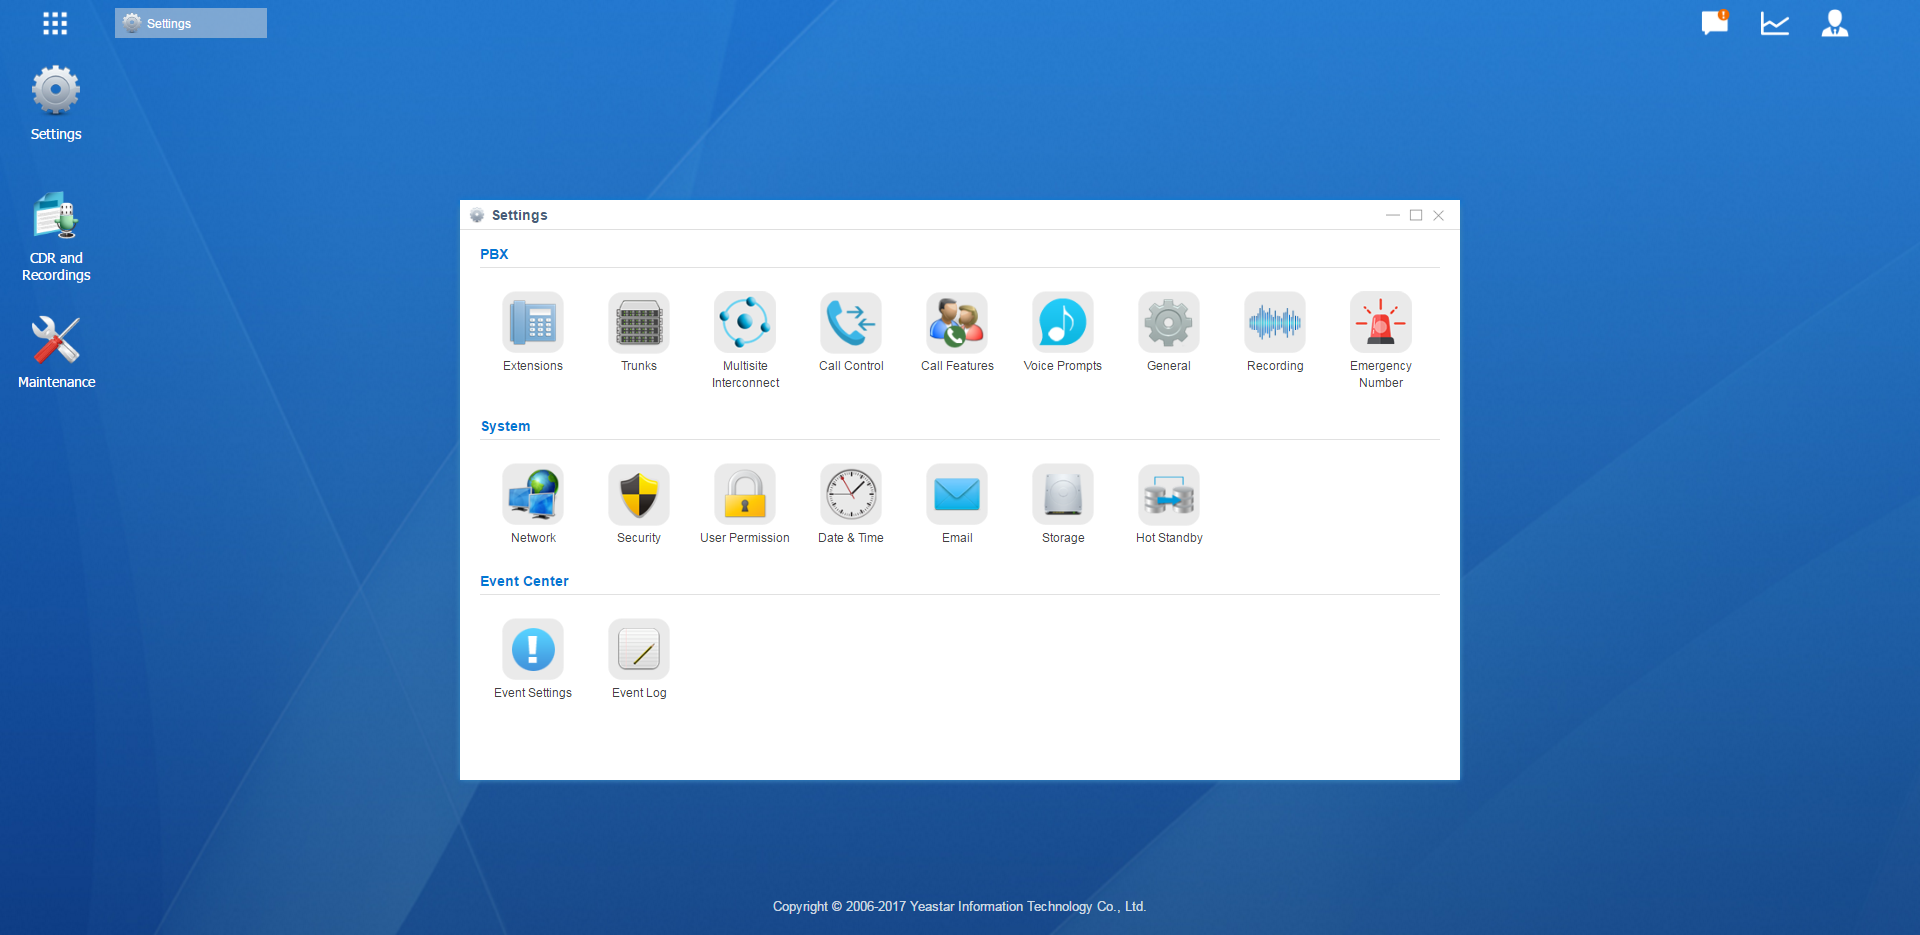 Settings
Settings
CDR and
Recordings
Maintenance
Settings
PBX
Extensions
Trunks
Multisite
Interconnect
Call Control
Call Features
Voice Prompts
General
Recording
Emergency
Number
System
Network
Security
User Permission
Date & Time
Email
Storage
Hot Standby
Event Center
Event Settings
Event Log
Copyright © 2006-2017 Yeastar Information Technology Co., Ltd.